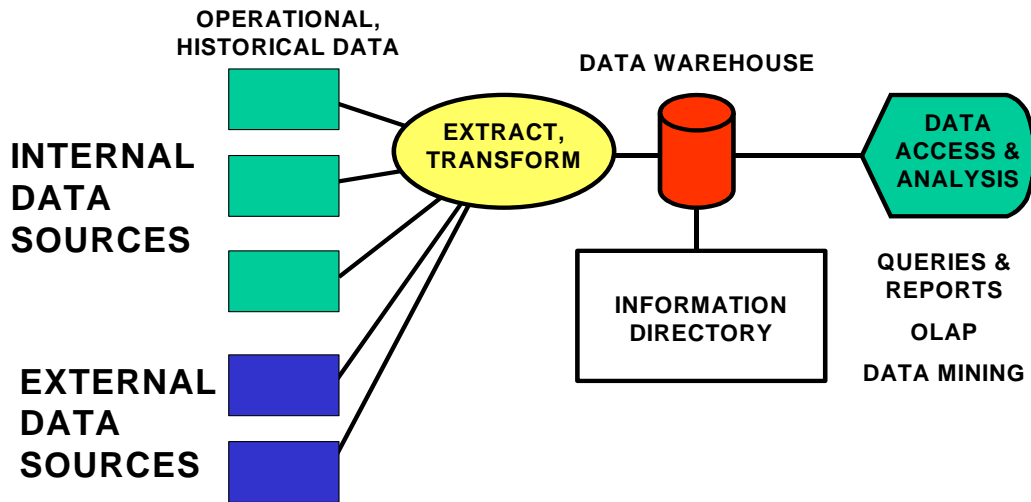 OPERATIONAL,
HISTORICAL DATA
INTERNAL
DATA
SOURCES
EXTERNAL
DATA
SOURCES
EXTRACT,
TRANSFORM
DATA WAREHOUSE
INFORMATION
DIRECTORY
DATA
ACCESS &
ANALYSIS
QUERIES &
REPORTS
OLAP
DATA MINING